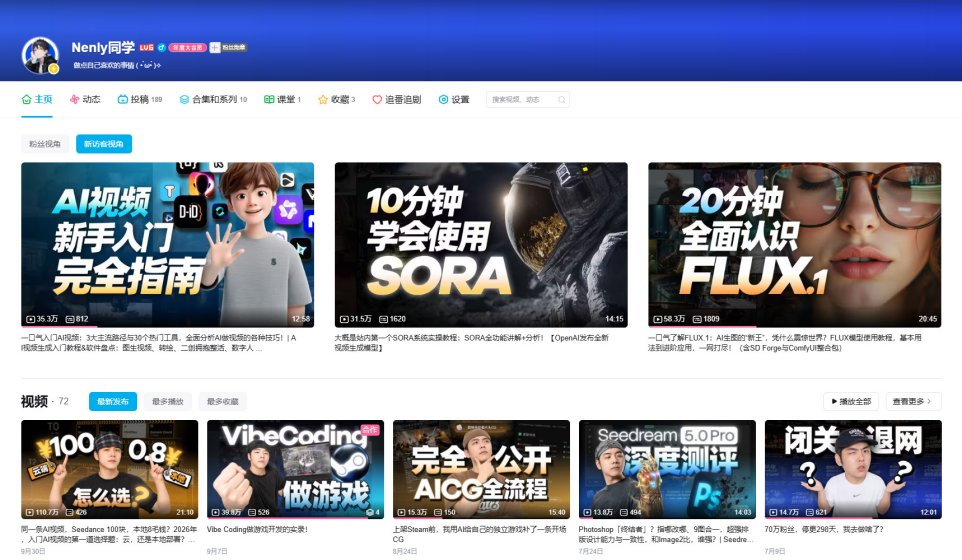 Nenly同学 LV6 年度大会员 粉丝勋章
做点自己喜欢的事情 ( •̀ ω•́ )✧
主页 动态 投稿 189 合集和系列 10 课堂 1 收藏 3 追番追剧 设置 搜索视频、动态
粉丝视角 新访客视角
AI视频
新手入门
完全指南
D-iD
35.3万 812 12:58
10分钟
学会使用
SORA
31.5万 1620 14:15
20分钟
全面认识
FLUX.1
58.3万 1809 20:45
一口气入门AI视频：3大主流路径与30个热门工具，全面分析AI做视频的各种技巧！| A
I视频生成入门教程&软件盘点：图生视频、转绘、二创拥抱整活、数字人 ...
大概是站内第一个SORA系统实操教程：SORA全功能讲解+分析！【OpenAI发布全新
视频生成模型】
一口气了解FLUX.1：AI生图的“新王”，凭什么震惊世界？FLUX模型使用教程，基本用
法到进阶应用，一网打尽！（含SD Forge与ComfyUI整合包）
视频 · 72 最新发布 最多播放 最多收藏 播放全部 查看更多
¥100 0.8¥
云端
本地
怎么选?
110.7万 426 21:10
合作
VibeCoding
做游戏
39.8万 526 4
完全公开
AICG全流程
15.3万 150 15:40
Seedream 5.0 Pro
深度测评
Ps
13.8万 494 14:03
闭关 退网
? ?
14.7万 621 12:01
同一条AI视频，Seedance 100块，本地8毛钱？2026年
，入门AI视频的第一道选择题：云，还是本地部署？...
9月30日
Vibe Coding做游戏开发的实录！
9月7日
上架Steam前，我用AI给自己的独立游戏补了一条开场
CG
8月24日
Photoshop「终结者」？指哪改哪、9图合一，超强排
版设计能力与一致性，和Image2比，谁强？| Seedre...
7月24日
70万粉丝，停更298天，我去做啥了？
7月9日